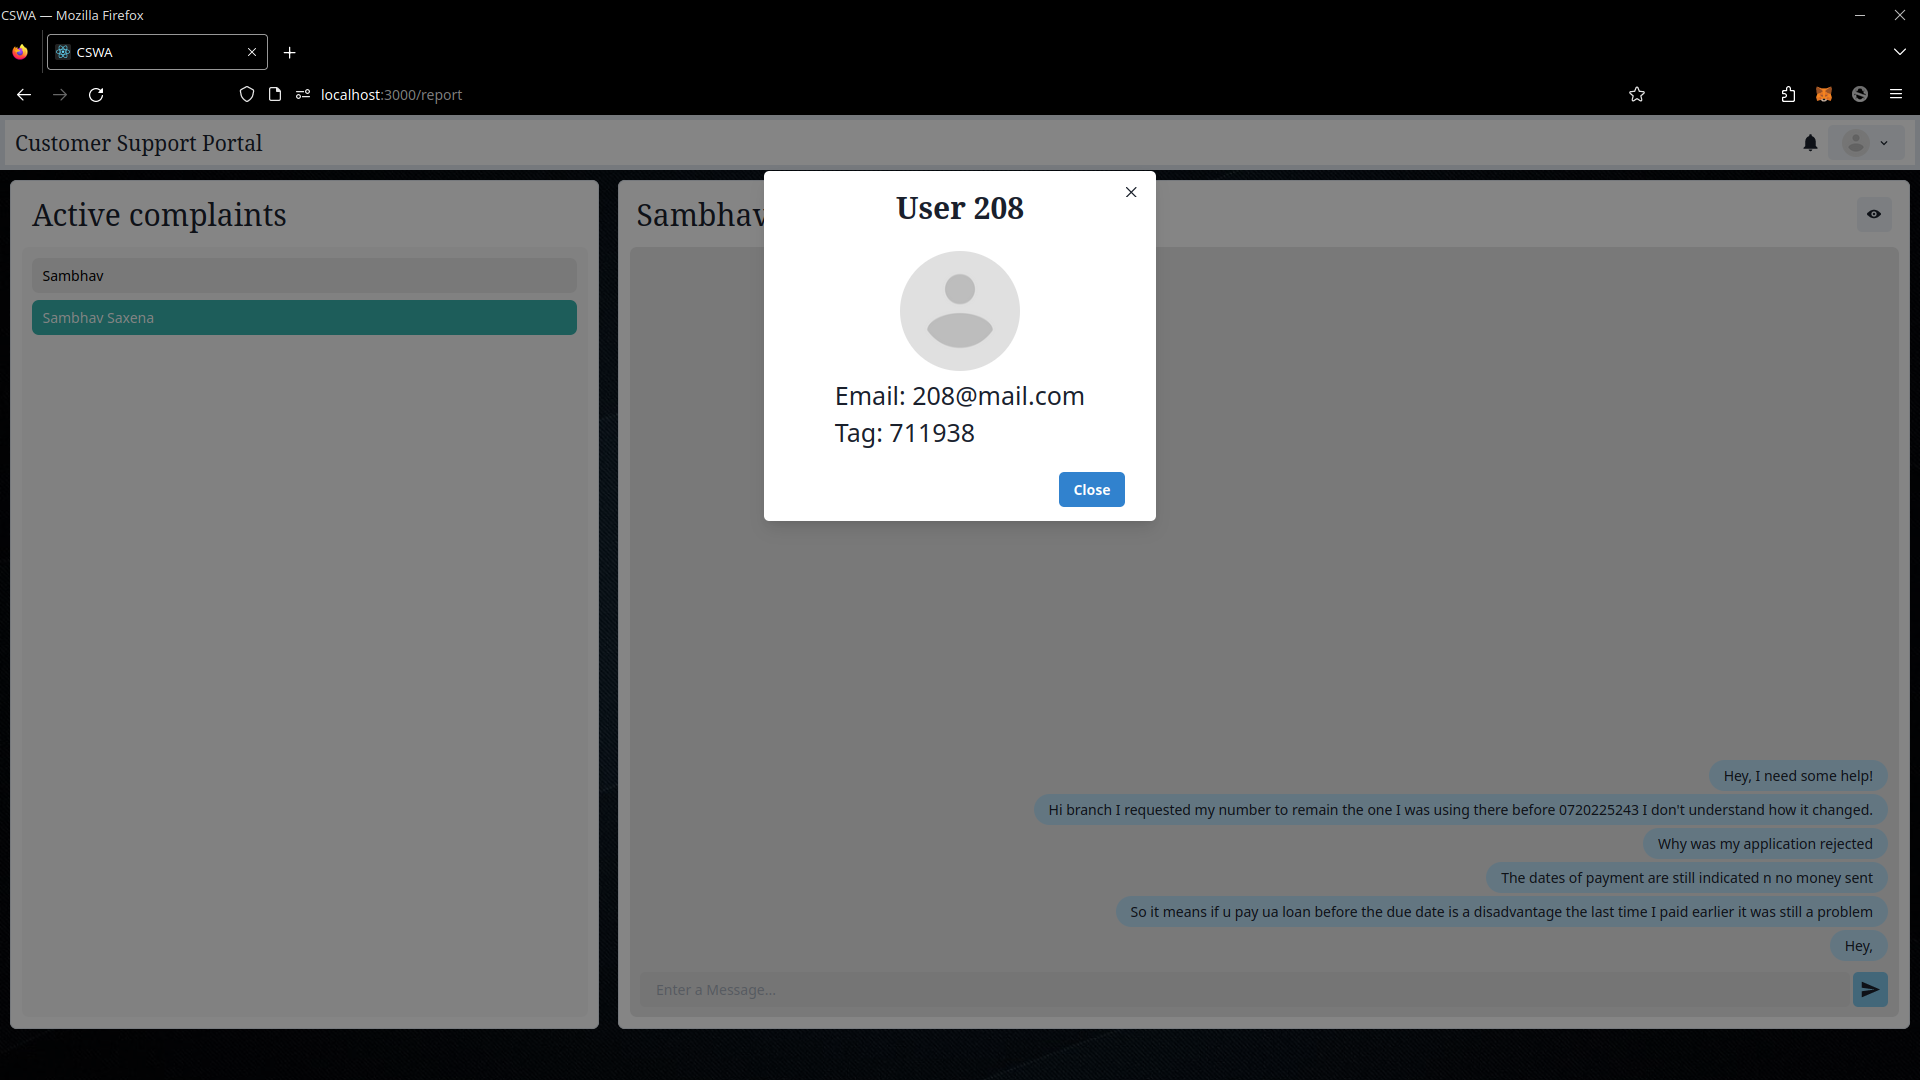 CSWA — Mozilla Firefox
CSWA
localhost:3000/report
Customer Support Portal
Active complaints
Sambhav
Sambhav Saxena
Sambhav
User 208
Email: 208@mail.com
Tag: 711938
Close
Hey, I need some help!
Hi branch I requested my number to remain the one I was using there before 0720225243 I don't understand how it changed.
Why was my application rejected
The dates of payment are still indicated n no money sent
So it means if u pay ua loan before the due date is a disadvantage the last time I paid earlier it was still a problem
Hey,
Enter a Message...